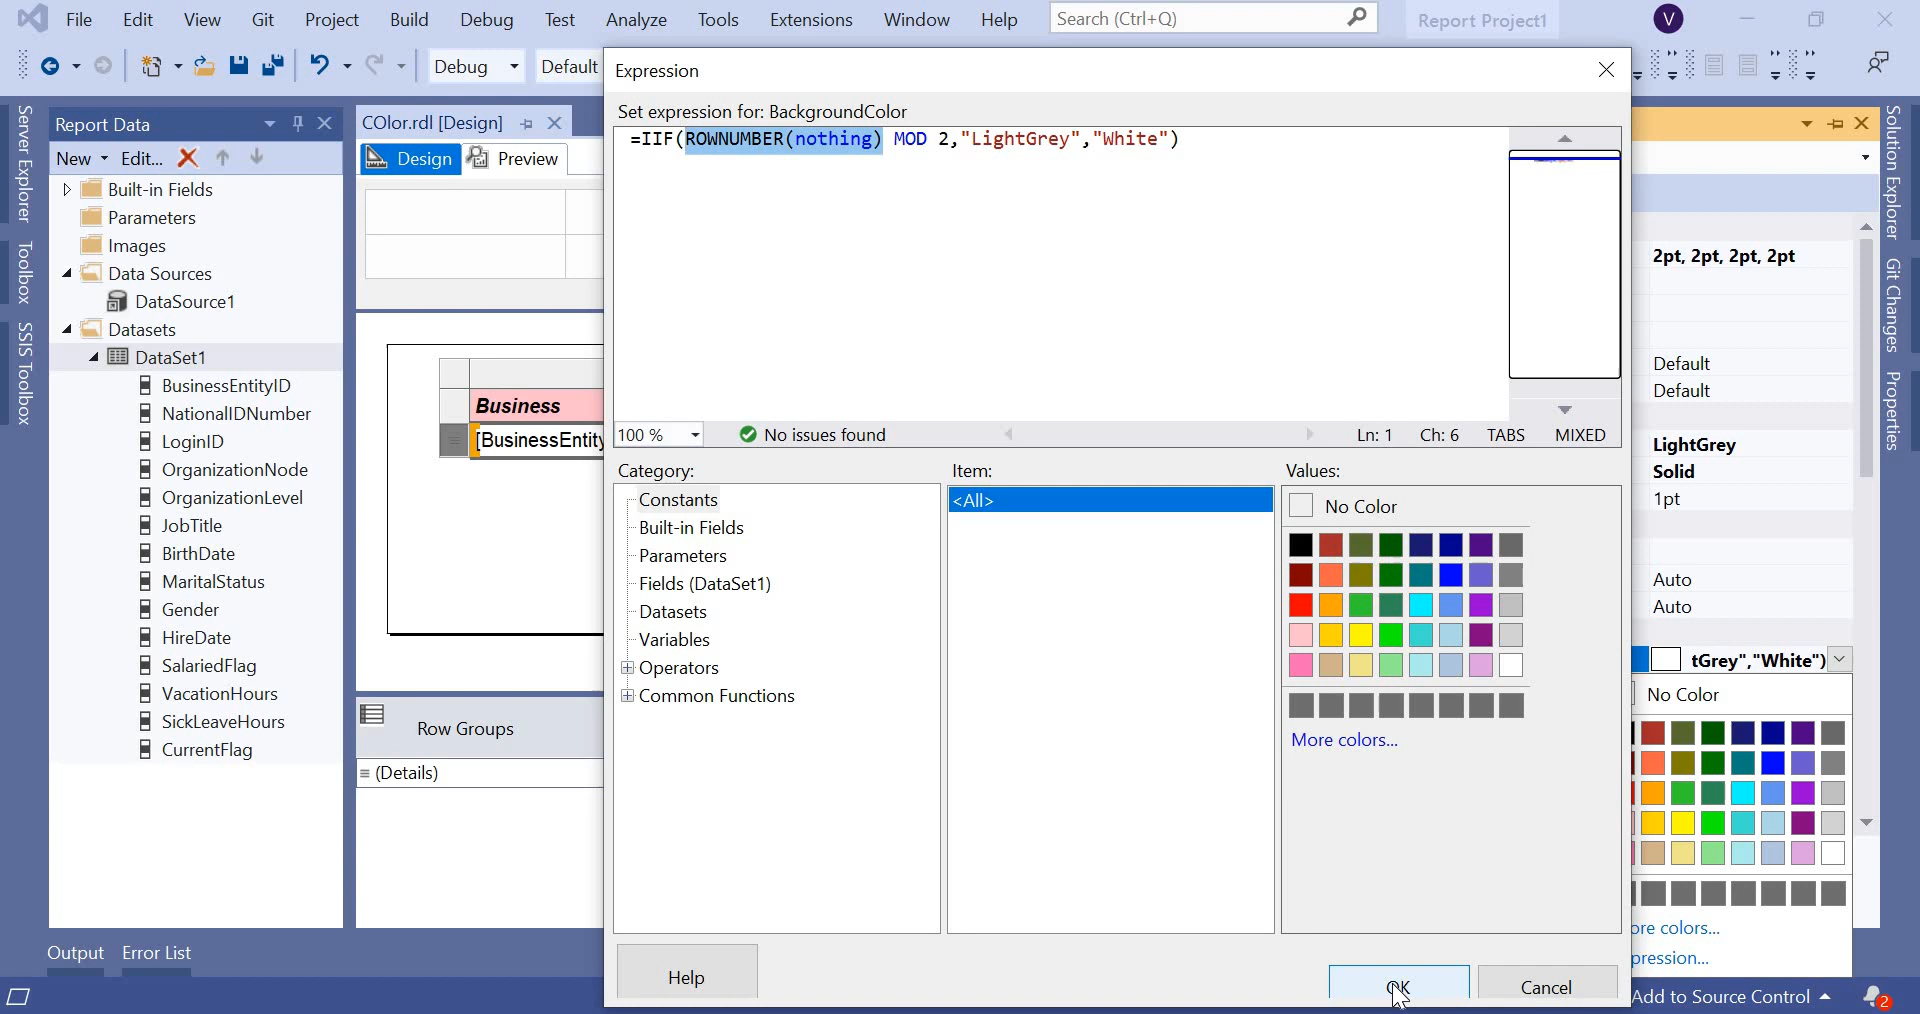 File Edit View Git Project Build Debug Test Analyze Tools Extensions Window Help Search (Ctrl+Q) Report Project1 V
Debug Default
Expression
Set expression for: BackgroundColor
=IIF(ROWNUMBER(nothing) MOD 2,"LightGrey","White")
100 % No issues found Ln: 1 Ch: 6 TABS MIXED
Category:
Constants
Built-in Fields
Parameters
Fields (DataSet1)
Datasets
Variables
Operators
Common Functions
Item:
<All>
Values:
No Color
More colors...
Help OK Cancel
Server Explorer
Toolbox
SSIS Toolbox
Report Data
New Edit...
Built-in Fields
Parameters
Images
Data Sources
DataSource1
Datasets
DataSet1
BusinessEntityID
NationalIDNumber
LoginID
OrganizationNode
OrganizationLevel
JobTitle
BirthDate
MaritalStatus
Gender
HireDate
SalariedFlag
VacationHours
SickLeaveHours
CurrentFlag
COlor.rdl [Design]
Design Preview
Business
[BusinessEntity
Row Groups
(Details)
2pt, 2pt, 2pt, 2pt
Default
Default
LightGrey
Solid
1pt
Auto
Auto
tGrey","White")
No Color
ore colors...
pression...
Solution Explorer
Git Changes
Properties
Output Error List
Add to Source Control 2